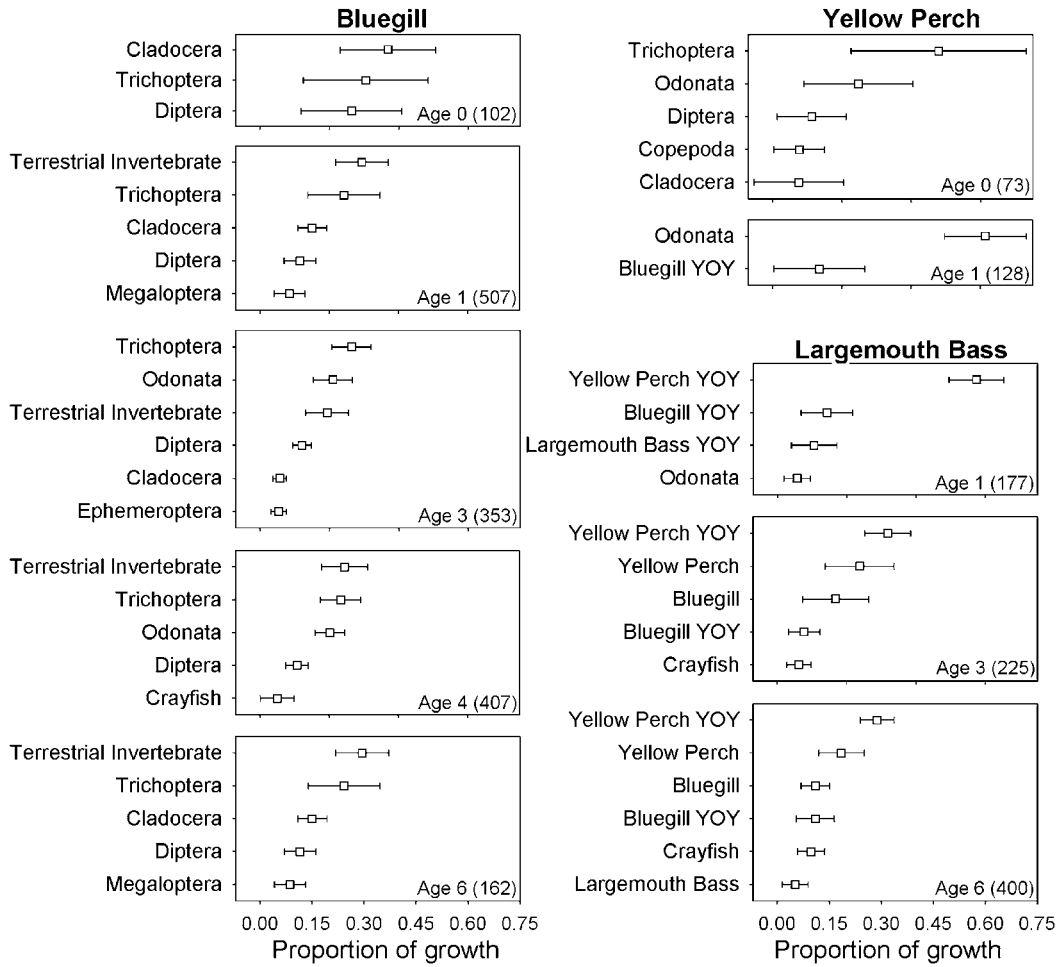 Bluegill
Cladocera
Trichoptera
Diptera
Age 0 (102)
Terrestrial Invertebrate
Trichoptera
Cladocera
Diptera
Megaloptera
Age 1 (507)
Trichoptera
Odonata
Terrestrial Invertebrate
Diptera
Cladocera
Ephemeroptera
Age 3 (353)
Terrestrial Invertebrate
Trichoptera
Odonata
Diptera
Crayfish
Age 4 (407)
Terrestrial Invertebrate
Trichoptera
Cladocera
Diptera
Megaloptera
Age 6 (162)
0.00 0.15 0.30 0.45 0.60 0.75
Proportion of growth
Yellow Perch
Trichoptera
Odonata
Diptera
Copepoda
Cladocera
Age 0 (73)
Odonata
Bluegill YOY
Age 1 (128)
Largemouth Bass
Yellow Perch YOY
Bluegill YOY
Largemouth Bass YOY
Odonata
Age 1 (177)
Yellow Perch YOY
Yellow Perch
Bluegill
Bluegill YOY
Crayfish
Age 3 (225)
Yellow Perch YOY
Yellow Perch
Bluegill
Bluegill YOY
Crayfish
Largemouth Bass
Age 6 (400)
0.00 0.15 0.30 0.45 0.60 0.75
Proportion of growth